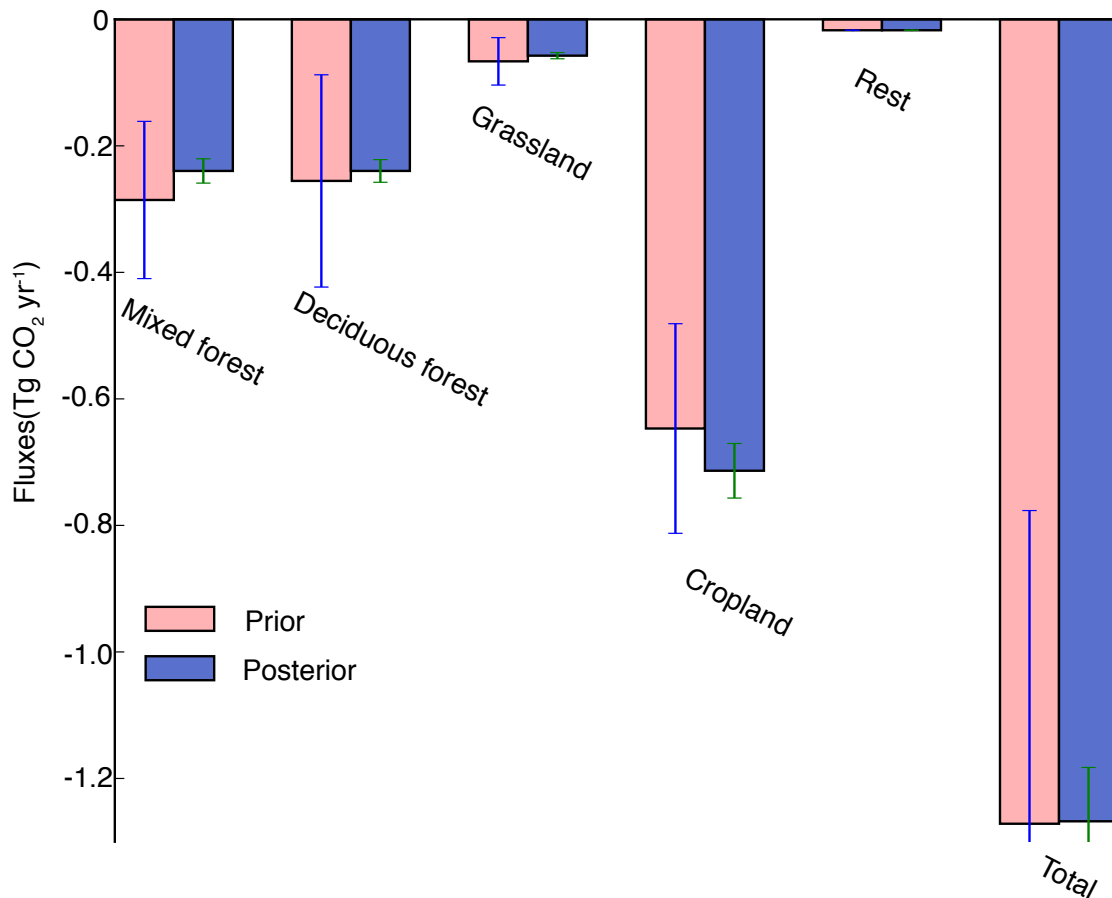 0
-0.2
-0.4
-0.6
-0.8
-1.0
-1.2
Fluxes(Tg CO₂ yr⁻¹)
Mixed forest
Deciduous forest
Grassland
Cropland
Rest
Total
Prior
Posterior